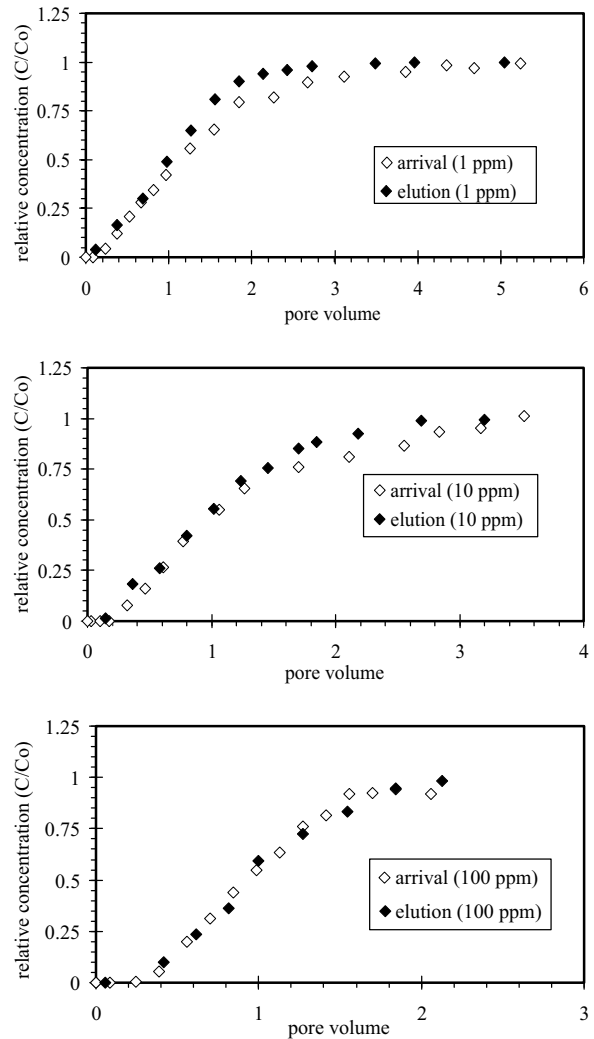 relative concentration (C/Co)
1.25
1
0.75
0.5
0.25
0
arrival (1 ppm)
elution (1 ppm)
0 1 2 3 4 5 6
pore volume
relative concentration (C/Co)
1.25
1
0.75
0.5
0.25
0
arrival (10 ppm)
elution (10 ppm)
0 1 2 3 4
pore volume
relative concentration (C/Co)
1.25
1
0.75
0.5
0.25
0
arrival (100 ppm)
elution (100 ppm)
0 1 2 3
pore volume